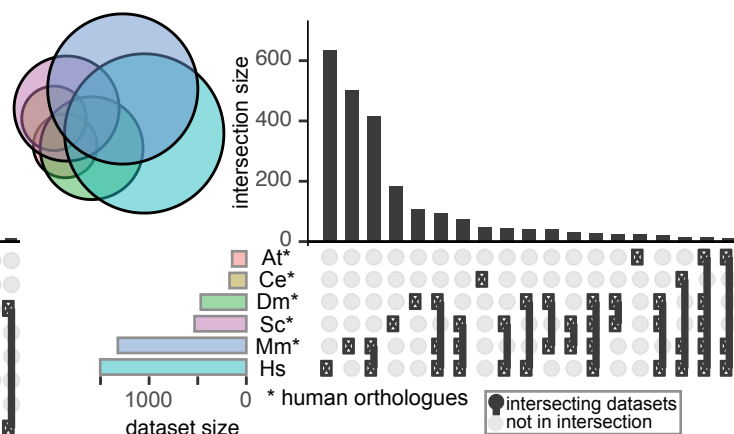 intersection size
600
400
200
0
At*
Ce*
Dm*
Sc*
Mm*
Hs
1000
0
dataset size
* human orthologues
intersecting datasets
not in intersection